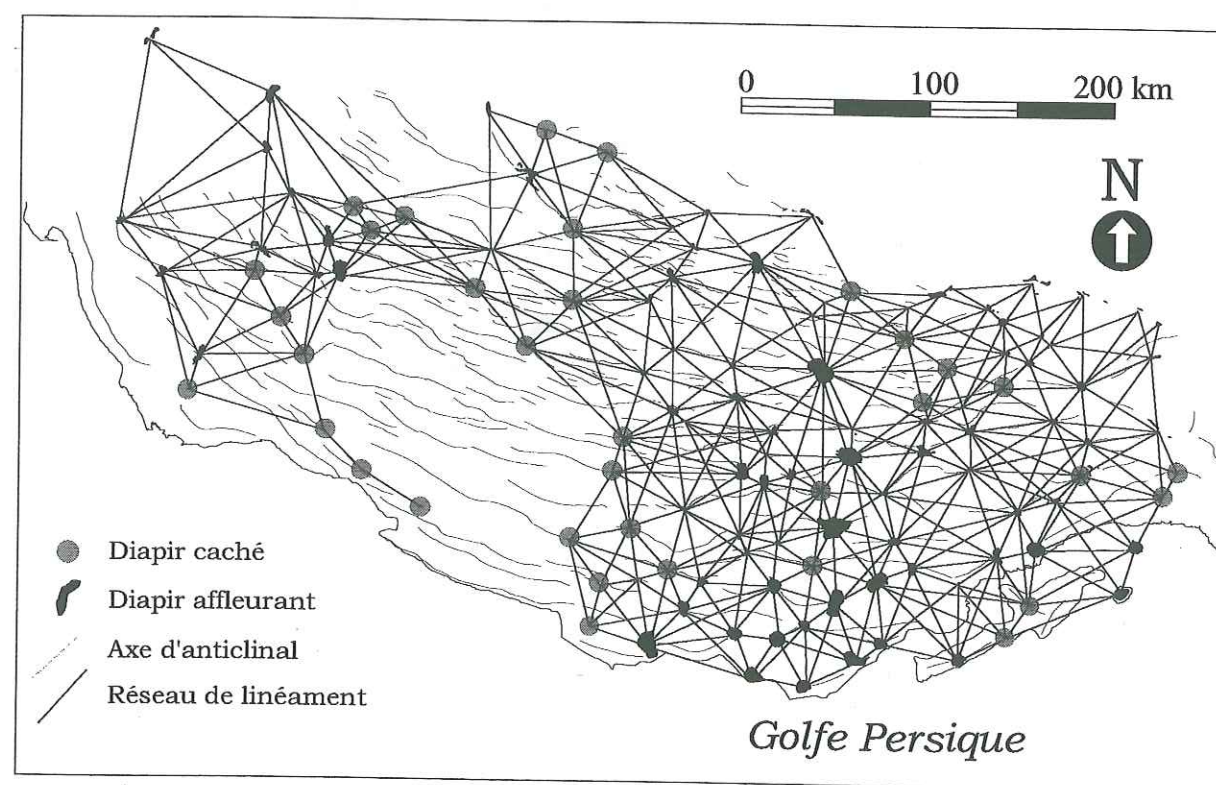 0 100 200 km
N
Diapir caché
Diapir affleurant
Axe d'anticlinal
Réseau de linéament
Golfe Persique